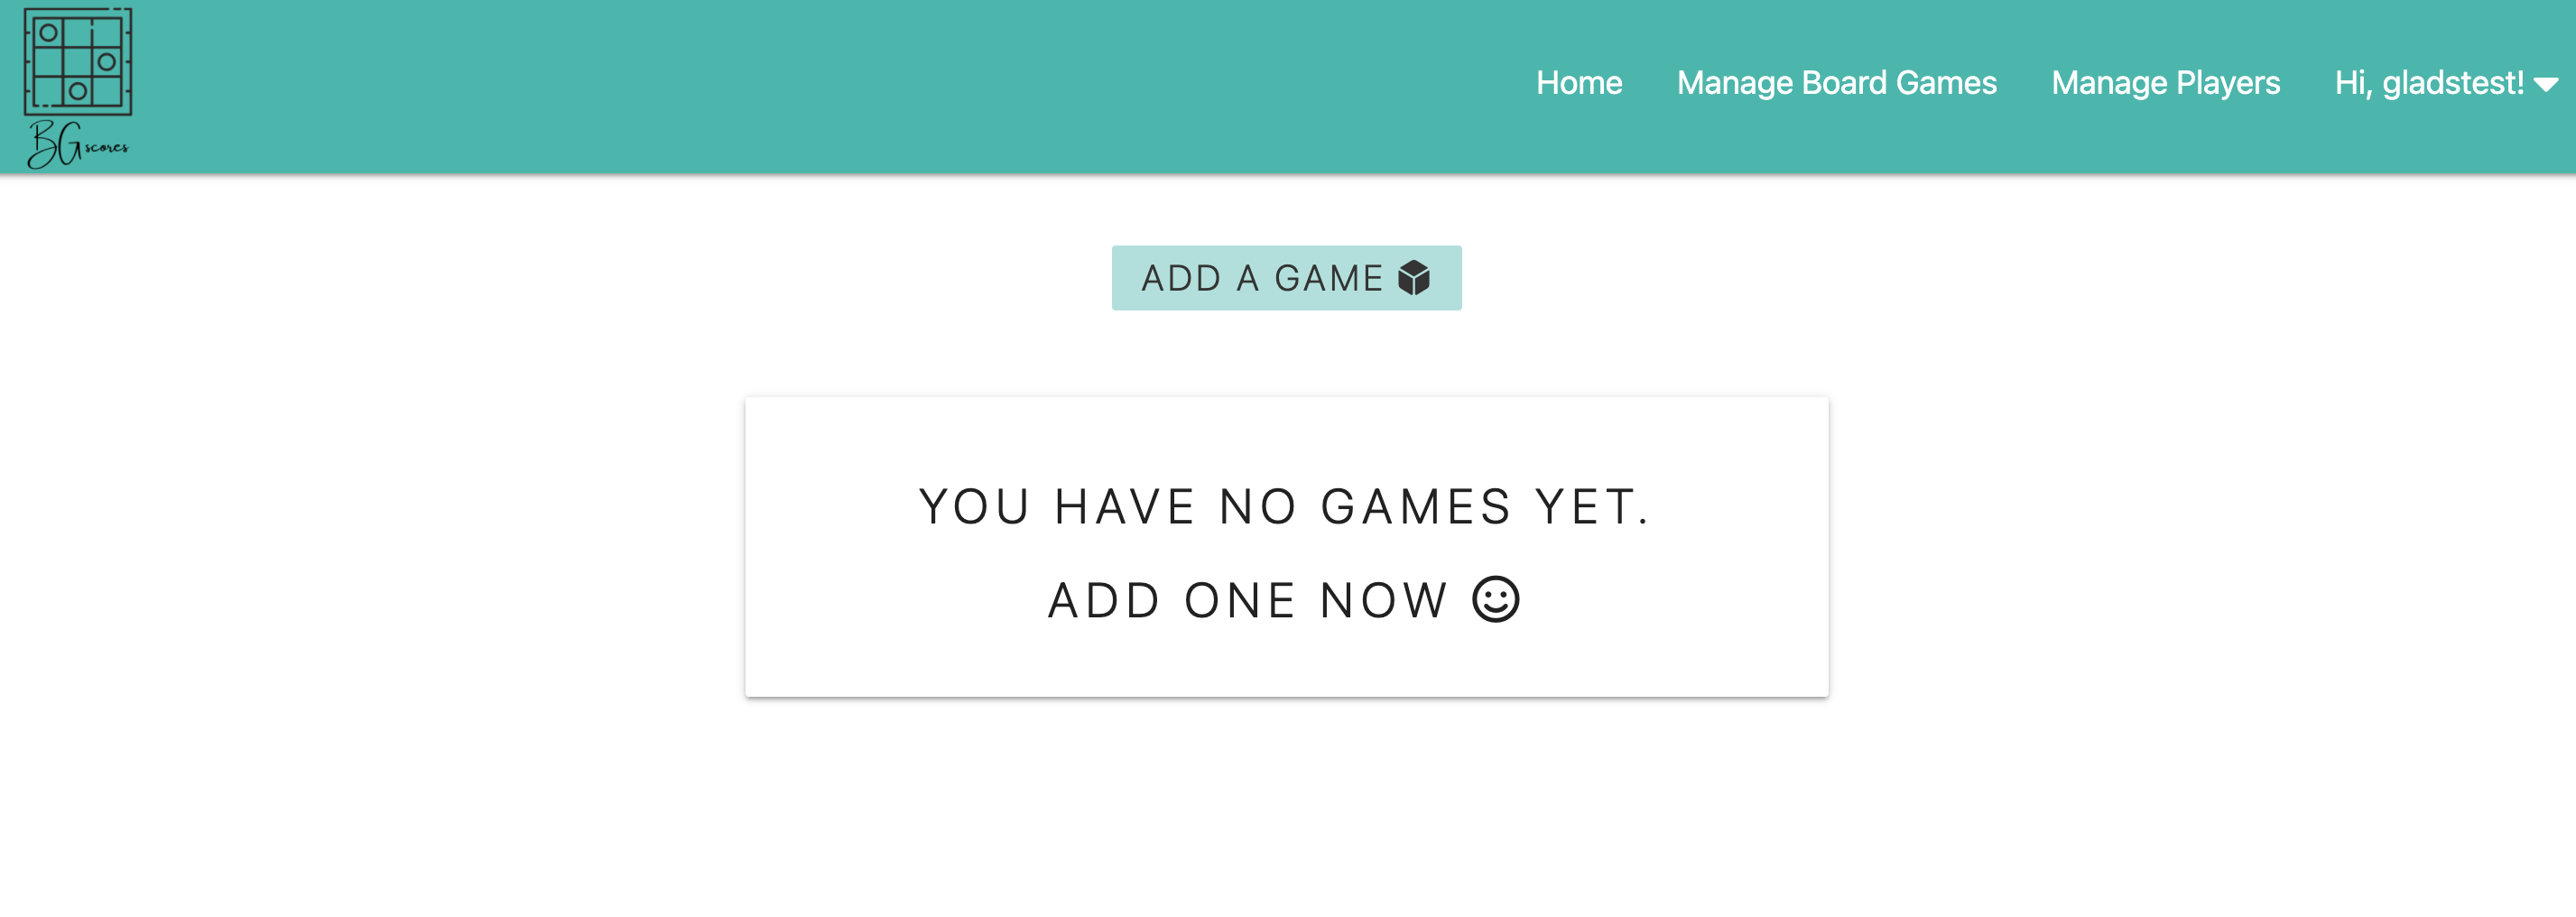 BG scores
Home Manage Board Games Manage Players Hi, gladstest!
ADD A GAME
YOU HAVE NO GAMES YET.
ADD ONE NOW